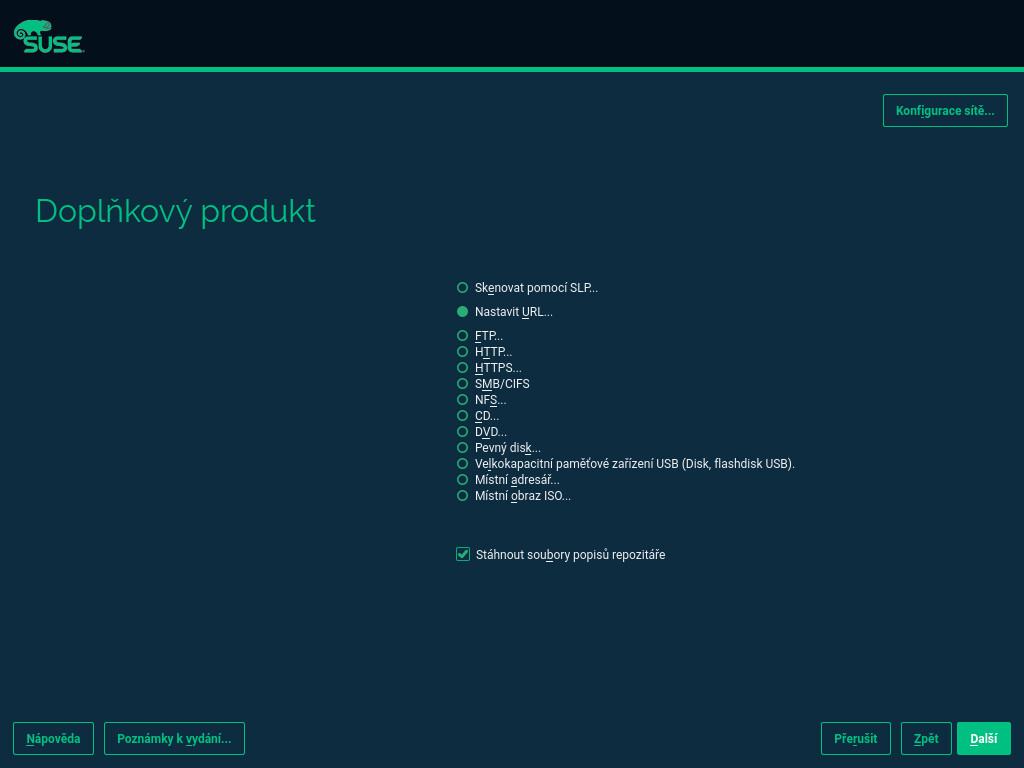 SUSE
Konfigurace sítě...
Doplňkový produkt
Skenovat pomocí SLP...
Nastavit URL...
FTP...
HTTP...
HTTPS...
SMB/CIFS
NFS...
CD...
DVD...
Pevný disk...
Velkokapacitní paměťové zařízení USB (Disk, flashdisk USB).
Místní adresář...
Místní obraz ISO...
Stáhnout soubory popisů repozitáře
Nápověda Poznámky k vydání... Přerušit Zpět Další